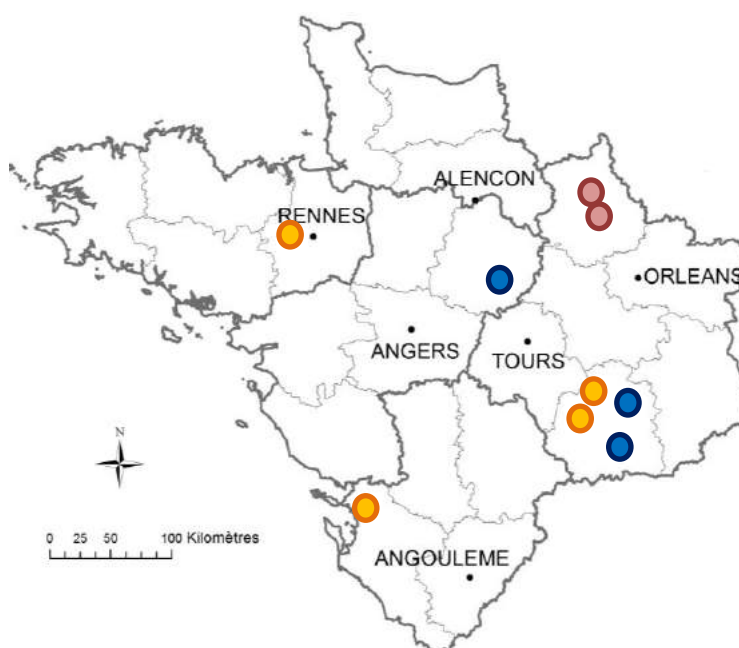 ALENCON
RENNES
ORLEANS
ANGERS
TOURS
N
0 25 50 100 Kilomètres
ANGOULEME